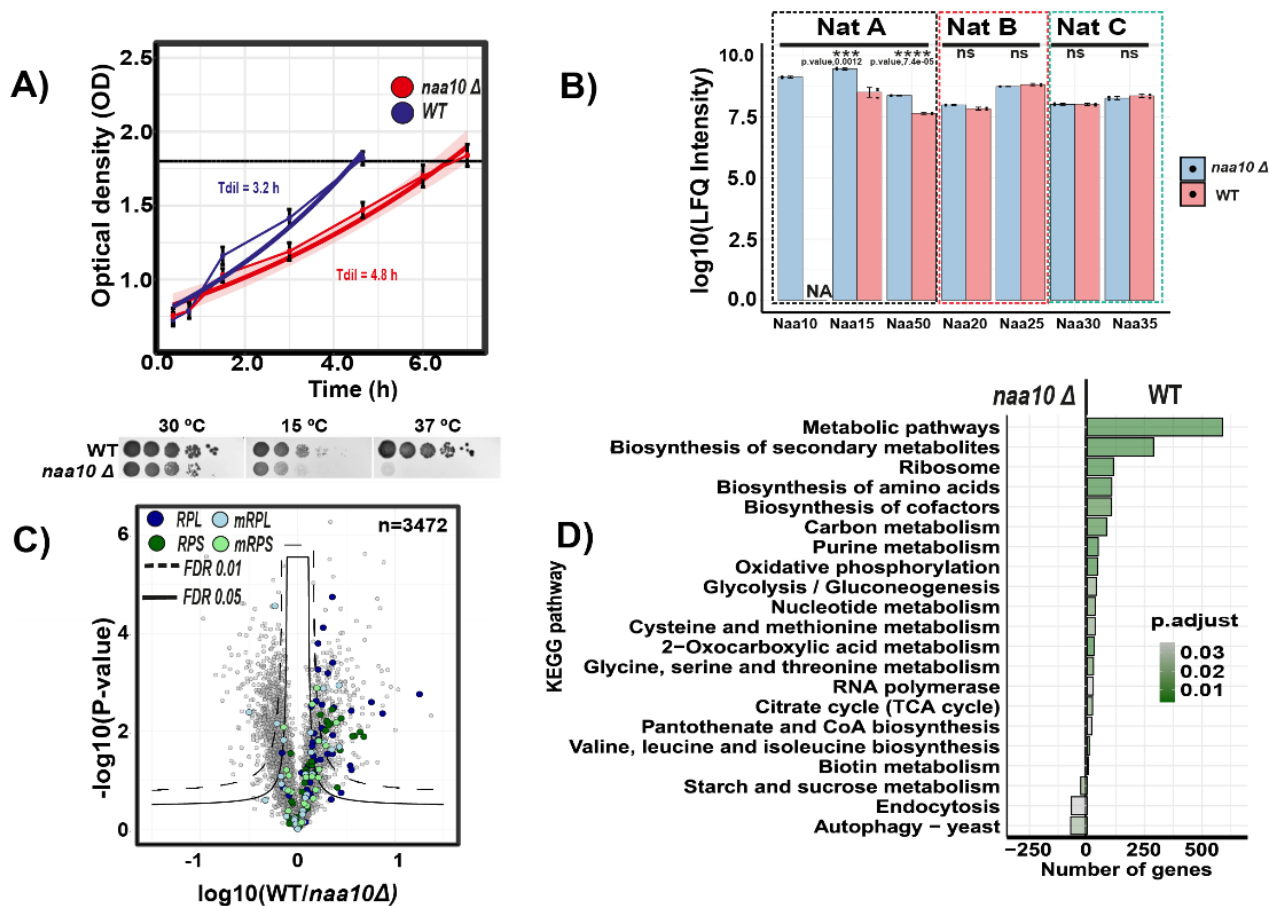 A)
2.5
2.0
1.5
1.0
Optical density (OD)
naa10 Δ
WT
Tdil = 3.2 h
Tdil = 4.8 h
0.0 2.0 4.0 6.0
Time (h)
30 ºC 15 ºC 37 ºC
WT
naa10 Δ
B)
Nat A Nat B Nat C
*** **** ns ns ns ns
p.value,0.0012 p.value,7.4e-05
10.0
7.5
5.0
2.5
0.0
log10(LFQ Intensity)
NA
Naa10 Naa15 Naa50 Naa20 Naa25 Naa30 Naa35
naa10 Δ
WT
C)
RPL mRPL
RPS mRPS
FDR 0.01
FDR 0.05
n=3472
6
4
2
0
-log10(P-value)
-1 0 1
log10(WT/naa10Δ)
D)
naa10 Δ WT
KEGG pathway
Metabolic pathways
Biosynthesis of secondary metabolites
Ribosome
Biosynthesis of amino acids
Biosynthesis of cofactors
Carbon metabolism
Purine metabolism
Oxidative phosphorylation
Glycolysis / Gluconeogenesis
Nucleotide metabolism
Cysteine and methionine metabolism
2−Oxocarboxylic acid metabolism
Glycine, serine and threonine metabolism
RNA polymerase
Citrate cycle (TCA cycle)
Pantothenate and CoA biosynthesis
Valine, leucine and isoleucine biosynthesis
Biotin metabolism
Starch and sucrose metabolism
Endocytosis
Autophagy − yeast
p.adjust
0.03
0.02
0.01
−250 0 250 500
Number of genes